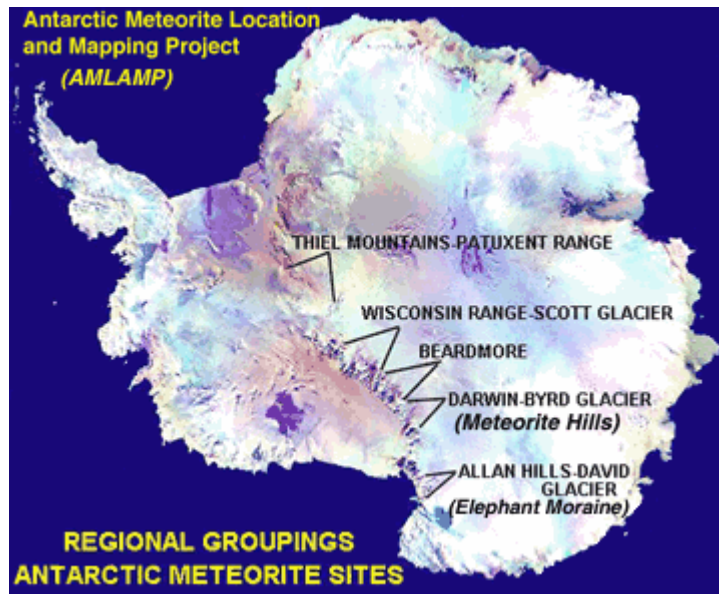 Antarctic Meteorite Location
and Mapping Project
(AMLAMP)
THIEL MOUNTAINS-PATUXENT RANGE
WISCONSIN RANGE-SCOTT GLACIER
BEARDMORE
DARWIN-BYRD GLACIER
(Meteorite Hills)
ALLAN HILLS-DAVID
GLACIER
(Elephant Moraine)
REGIONAL GROUPINGS
ANTARCTIC METEORITE SITES